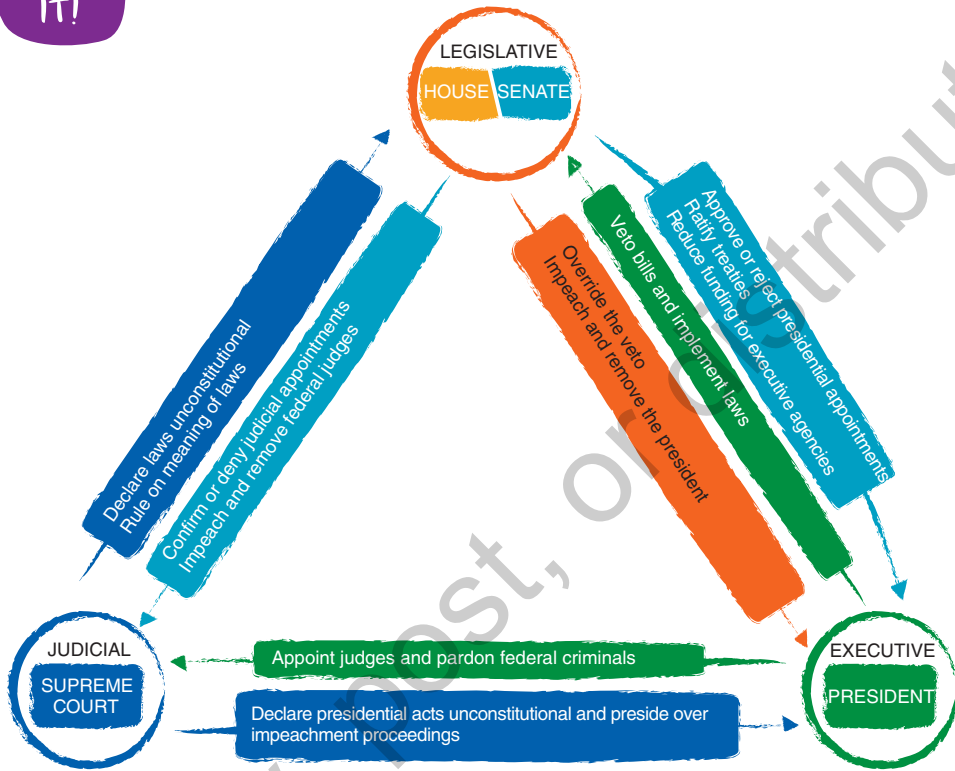 IT!
LEGISLATIVE
HOUSE
SENATE
Declare laws unconstitutional
Rule on meaning of laws
Confirm or deny judicial appointments
Impeach and remove federal judges
Override the veto
Impeach and remove the president
Veto bills and implement laws
Approve or reject presidential appointments
Ratify treaties
Reduce funding for executive agencies
JUDICIAL
SUPREME
COURT
Appoint judges and pardon federal criminals
Declare presidential acts unconstitutional and preside over
impeachment proceedings
EXECUTIVE
PRESIDENT
post, or distribut